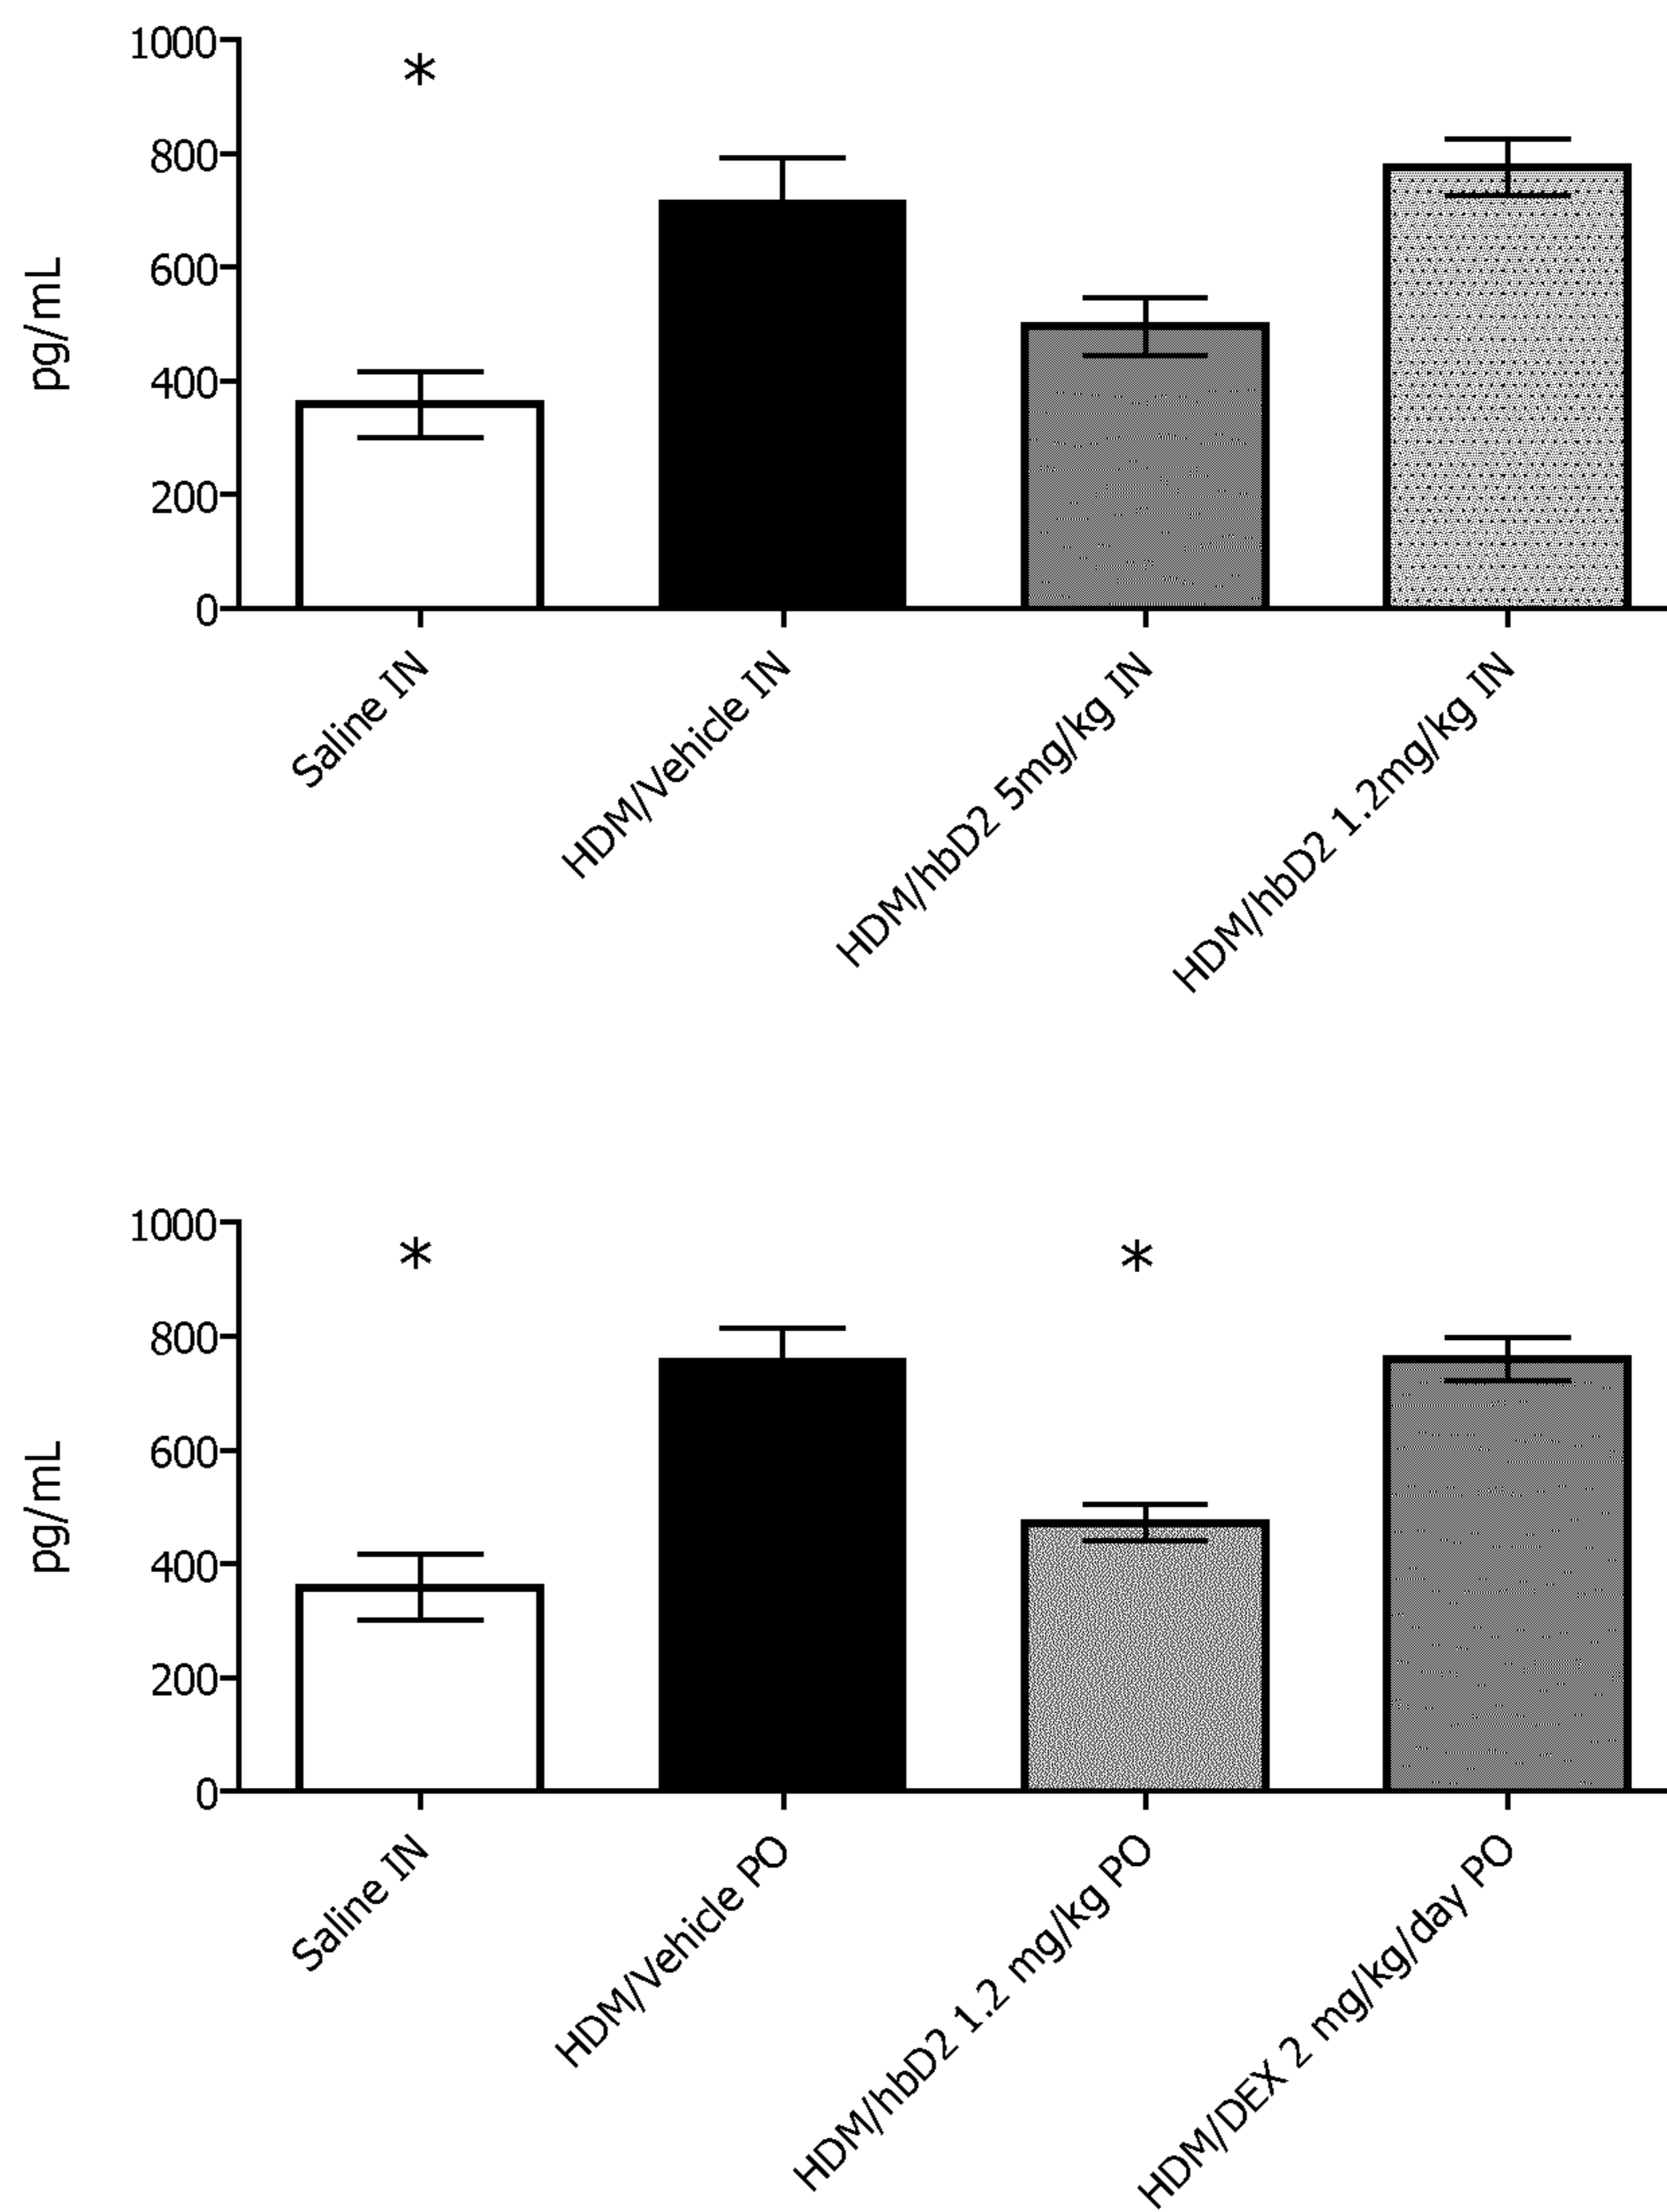 1000
*
800
600
400
200
0
pg/mL
Saline IN
HDM/Vehicle IN
HDM/hbD2 5mg/kg IN
HDM/hbD2 1.2mg/kg IN
1000
*
*
800
600
400
200
0
pg/mL
Saline IN
HDM/Vehicle PO
HDM/hbD2 1.2 mg/kg PO
HDM/DEX 2 mg/kg/day PO